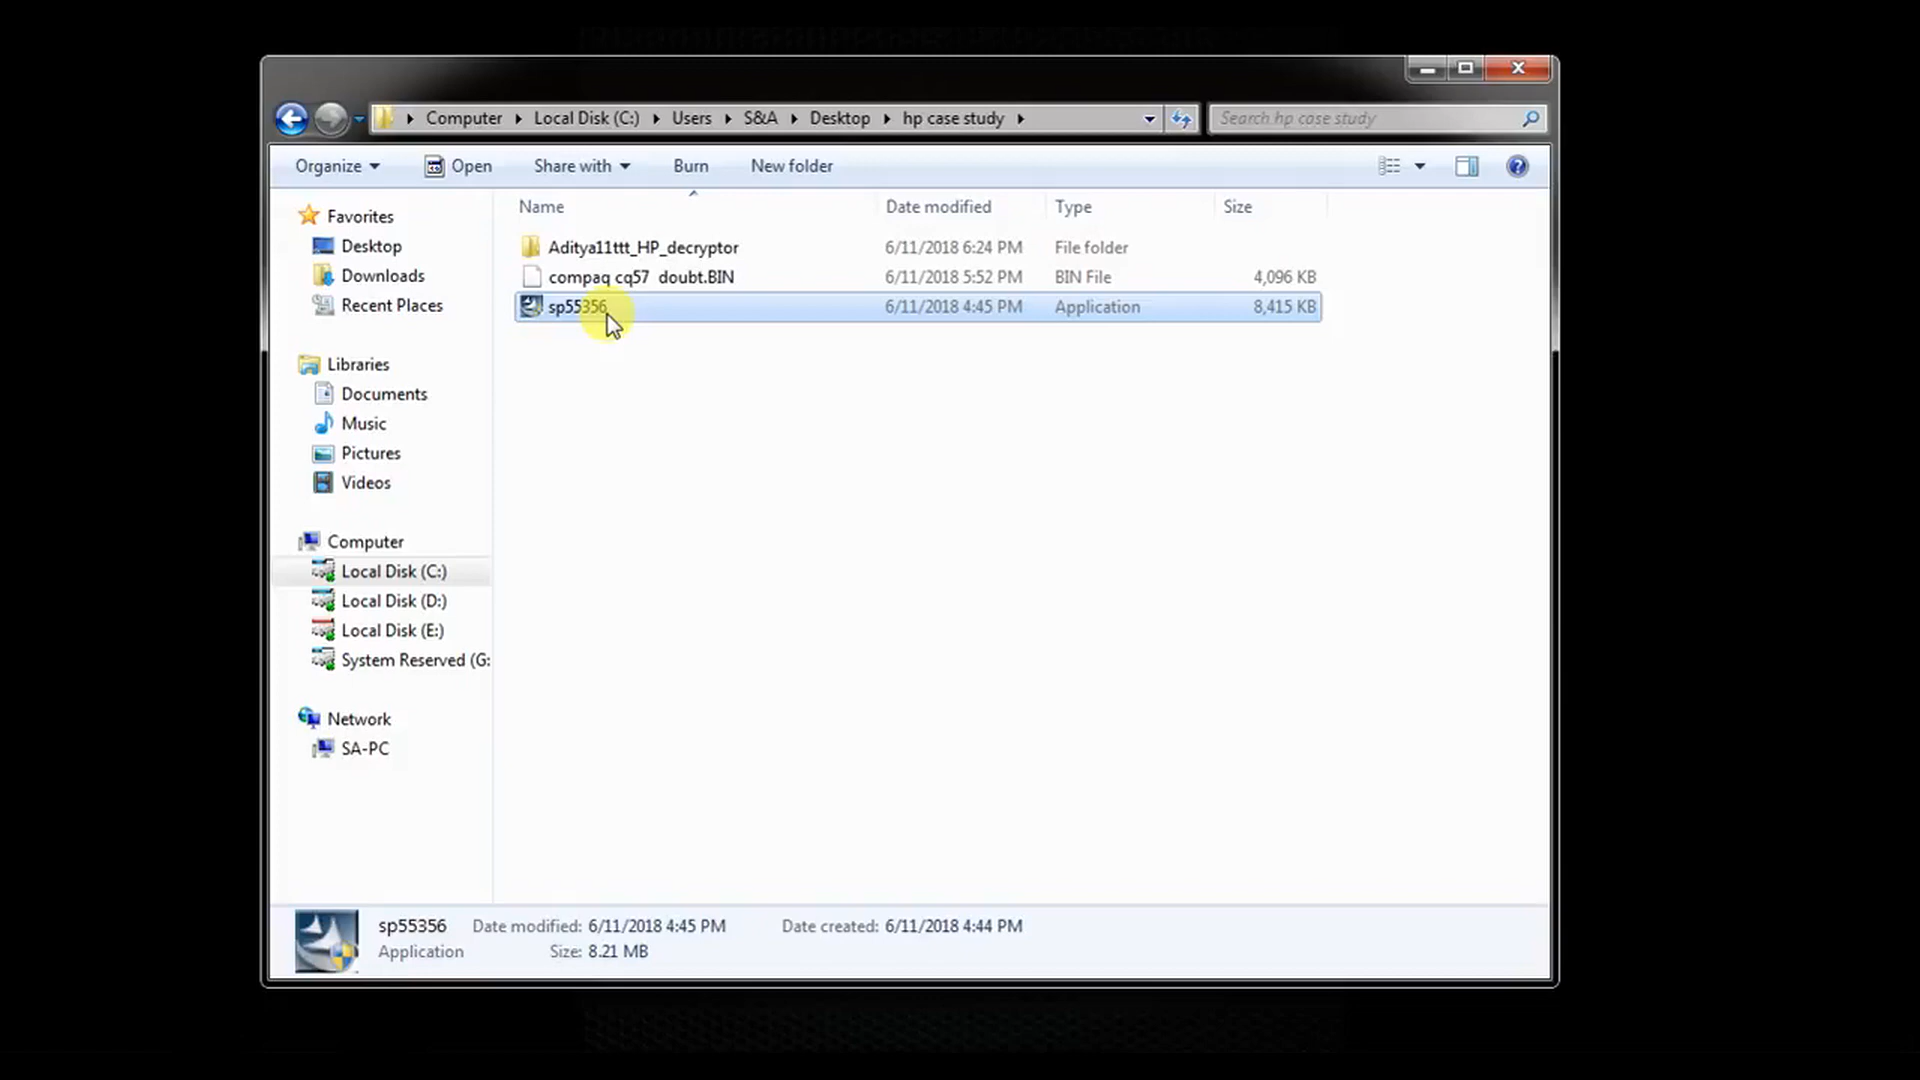 Computer Local Disk (C:) Users S&A Desktop hp case study Search hp case study
Organize Open Share with Burn New folder
Name Date modified Type Size
Aditya11ttt_HP_decryptor 6/11/2018 6:24 PM File folder
compaq cq57 doubt.BIN 6/11/2018 5:52 PM BIN File 4,096 KB
sp55356 6/11/2018 4:45 PM Application 8,415 KB
Favorites
Desktop
Downloads
Recent Places
Libraries
Documents
Music
Pictures
Videos
Computer
Local Disk (C:)
Local Disk (D:)
Local Disk (E:)
System Reserved (G:
Network
SA-PC
sp55356 Date modified: 6/11/2018 4:45 PM Date created: 6/11/2018 4:44 PM
Application Size: 8.21 MB